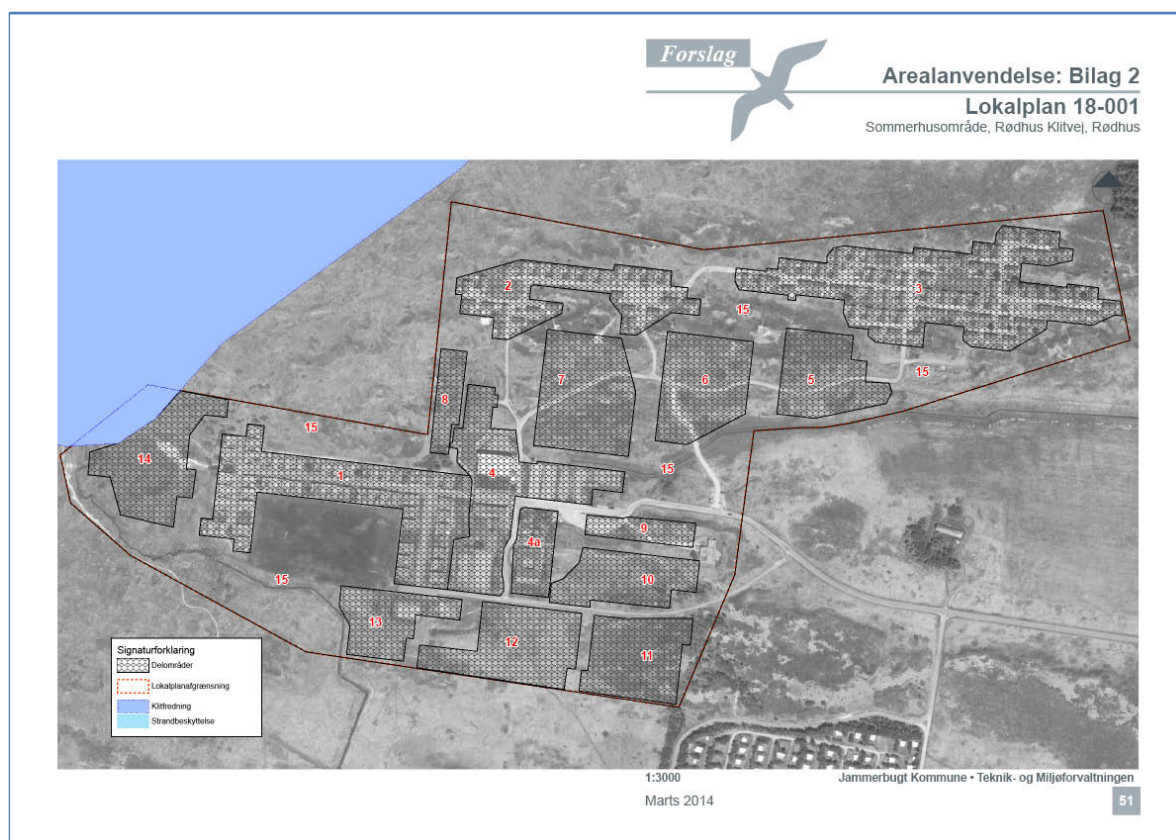 Forslag
Arealanvendelse: Bilag 2
Lokalplan 18-001
Sommerhusområde, Rødhus Klitvej, Rødhus
2
3
15
15
7
6
5
8
15
14
1
4
15
9
4a
10
15
13
12
11
Signaturforklaring
Delområder
Lokalplanafgrænsning
Klitfredning
Strandbeskyttelse
1:3000
Jammerbugt Kommune • Teknik- og Miljøforvaltningen
Marts 2014
51